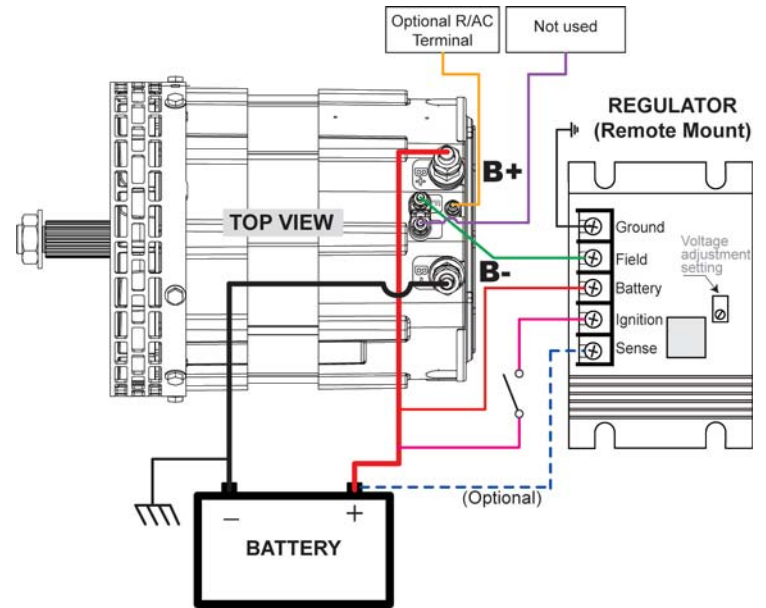 Optional R/AC
Terminal
Not used
REGULATOR
(Remote Mount)
B+
B+
TOP VIEW
B-
Ground
Field
Battery
Ignition
Sense
Voltage
adjustment
setting
(Optional)
– +
BATTERY